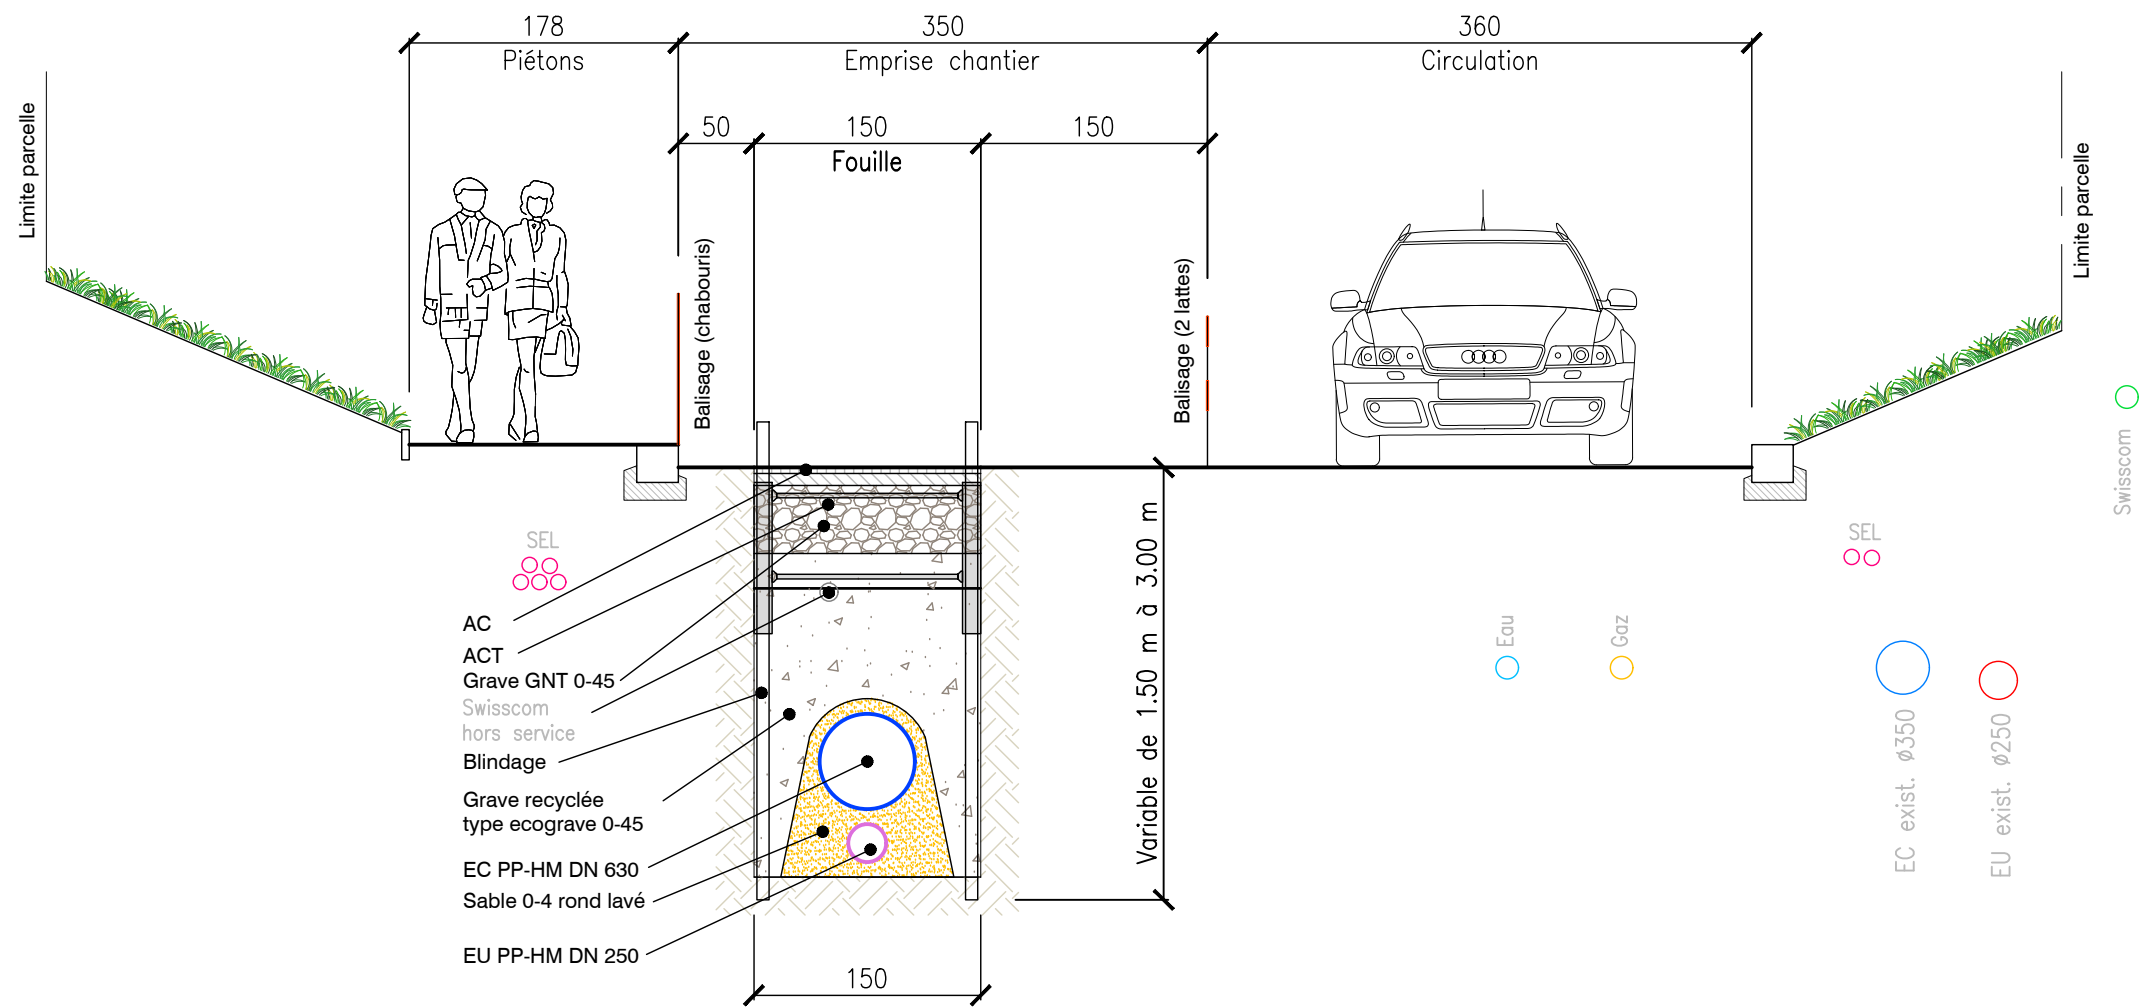 178
350
360
Piétons
Emprise chantier
Circulation
50
150
150
Fouille
Limite parcelle
Balisage (chabouris)
Balisage (2 lattes)
Limite parcelle
Swisscom
SEL
SEL
AC
ACT
Grave GNT 0-45
Swisscom
hors service
Blindage
Grave recyclée
type ecograve 0-45
EC PP-HM DN 630
Sable 0-4 rond lavé
EU PP-HM DN 250
Variable de 1.50 m à 3.00 m
Eau
Gaz
EC exist. ø350
EU exist. ø250
150